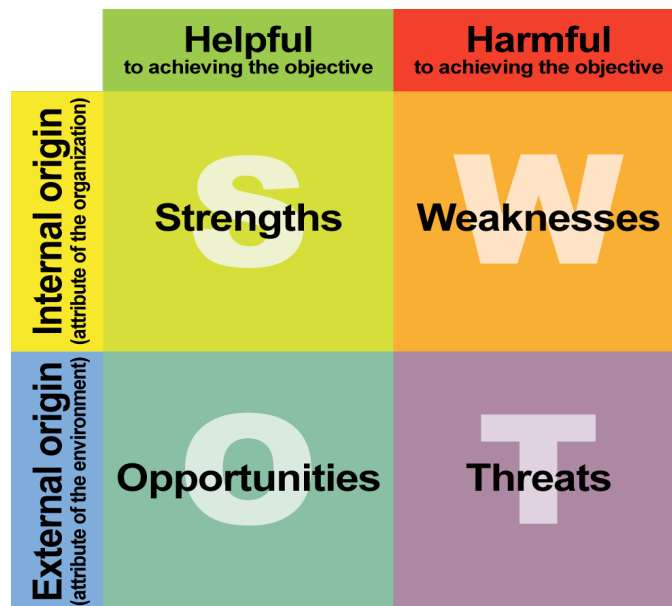 Helpful
to achieving the objective
Harmful
to achieving the objective
Internal origin
(attribute of the organization)
S
Strengths
W
Weaknesses
External origin
(attribute of the environment)
O
Opportunities
T
Threats